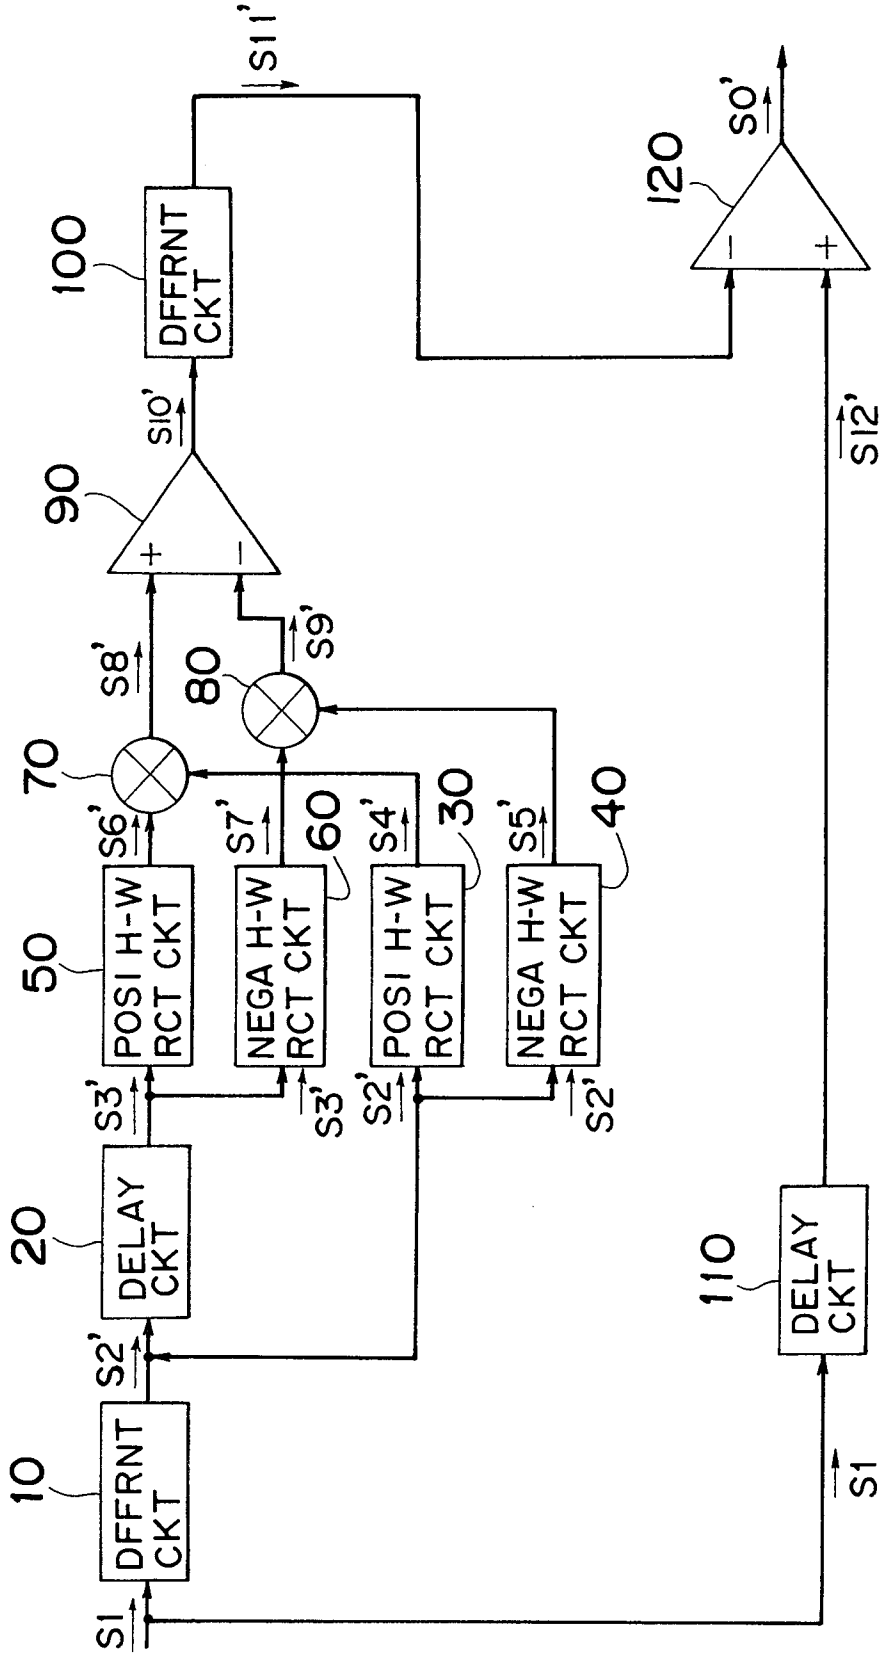 S1
10
DFFRNT
CKT
S2'
20
DELAY
CKT
S3'
50
POSI H-W
RCT CKT
S6'
70
S8'
90
+
−
S10'
100
DFFRNT
CKT
S11'
S3'
NEGA H-W
RCT CKT
60
S7'
80
S9'
S2'
POSI H-W
RCT CKT
30
S4'
S2'
NEGA H-W
RCT CKT
40
S5'
S1
110
DELAY
CKT
S12'
120
−
+
S0'